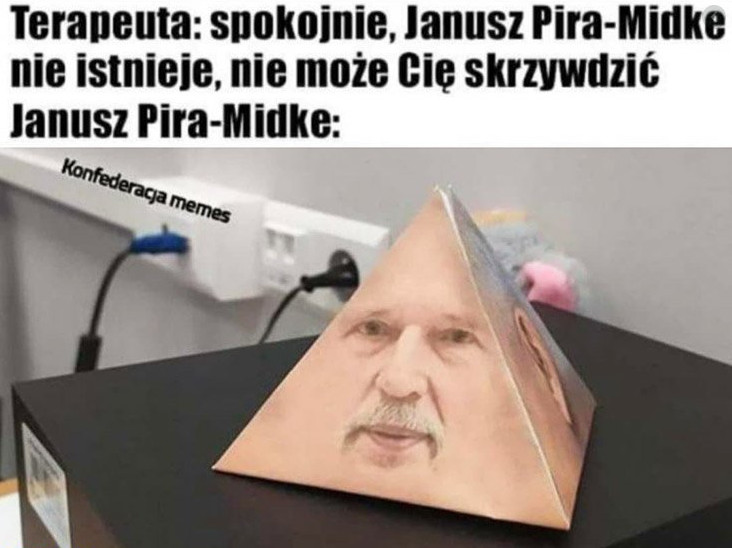 Terapeuta: spokojnie, Janusz Pira-Midke
nie istnieje, nie może Cię skrzywdzić
Janusz Pira-Midke:
Konfederacja memes